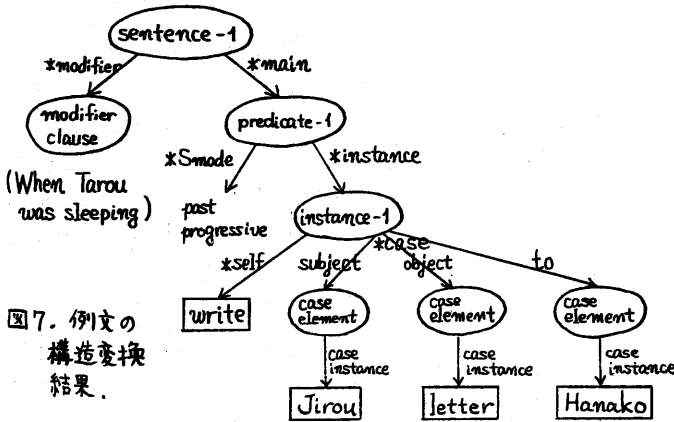 sentence-1
*modifier
*main
modifier
clause
predicate-1
(When Tarou
was sleeping)
*Smode
*instance
past
progressive
instance-1
*case
*self
subject
object
to
write
case
element
case
element
case
element
case
instance
case
instance
case
instance
Jirou
letter
Hanako
図7. 例文の
構造変換
結果.